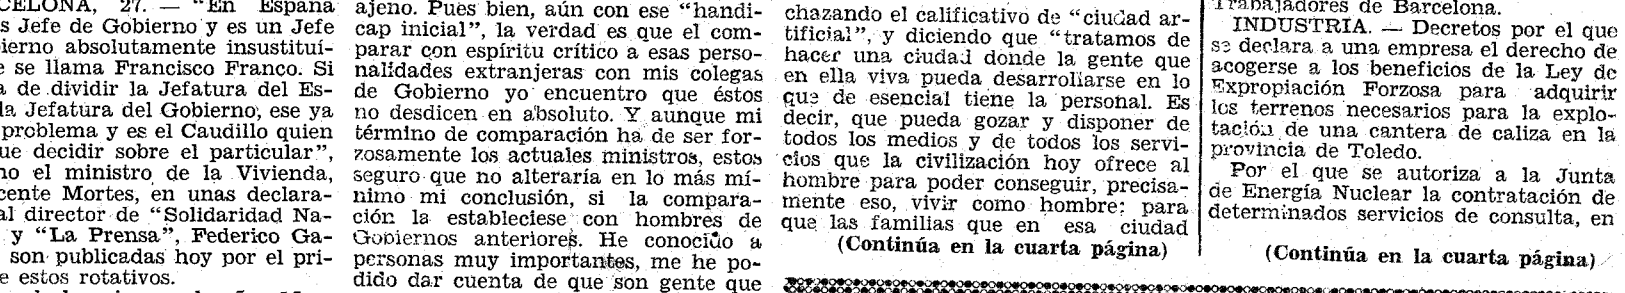 CELONA, 27. — "En España
s Jefe de Gobierno y es un Jefe
ierno absolutamente insustituí-
e se llama Francisco Franco. Si
a de dividir la Jefatura del Es-
la Jefatura del Gobierno, ese ya
problema y es el Caudillo quien
ue decidir sobre el particular",
no el ministro de la Vivienda,
cente Mortes, en unas declara-
al director de "Solidaridad Na-
y "La Prensa", Federico Ga-
son publicadas hoy por el pri-
e estos rotativos.
ajeno. Pues bien, aún con ese "handi-
cap inicial", la verdad es que el com-
parar con espíritu crítico a esas perso-
nalidades extranjeras con mis colegas
de Gobierno yo encuentro que éstos
no desdicen en absoluto. Y aunque mi
término de comparación ha de ser for-
zosamente los actuales ministros, estos
seguro que no alteraría en lo más mí-
nimo mi conclusión, si la compara-
ción la estableciese con hombres de
Gobiernos anteriores. He conocido a
personas muy importantes, me he po-
dido dar cuenta de que son gente que
chazando el calificativo de "ciudad ar-
tificial", y diciendo que "tratamos de
hacer una ciudad donde la gente que
en ella viva pueda desarrollarse en lo
que de esencial tiene la personal. Es
decir, que pueda gozar y disponer de
todos los medios y de todos los servi-
cios que la civilización hoy ofrece al
hombre para poder conseguir, precisa-
mente eso, vivir como hombre; para
que las familias que en esa ciudad
(Continúa en la cuarta página)
Trabajadores de Barcelona.
INDUSTRIA. — Decretos por el que
se declara a una empresa el derecho de
acogerse a los beneficios de la Ley de
Expropiación Forzosa para adquirir
los terrenos necesarios para la explo-
tación de una cantera de caliza en la
provincia de Toledo.
Por el que se autoriza a la Junta
de Energía Nuclear la contratación de
determinados servicios de consulta, en
(Continúa en la cuarta página)